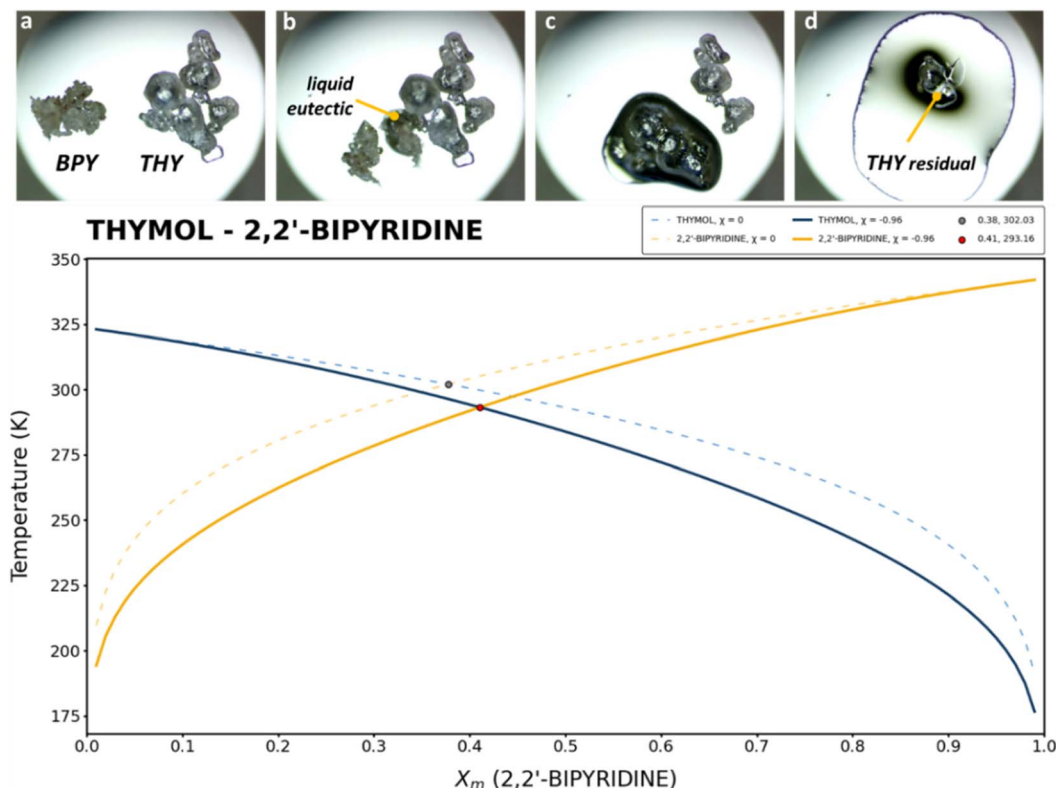 a
b
c
d
liquid
eutectic
BPY
THY
THY residual
THYMOL - 2,2'-BIPYRIDINE
THYMOL, χ = 0
THYMOL, χ = -0.96
0.38, 302.03
2,2'-BIPYRIDINE, χ = 0
2,2'-BIPYRIDINE, χ = -0.96
0.41, 293.16
Temperature (K)
350
325
300
275
250
225
200
175
0.0
0.1
0.2
0.3
0.4
0.5
0.6
0.7
0.8
0.9
1.0
Xm (2,2'-BIPYRIDINE)